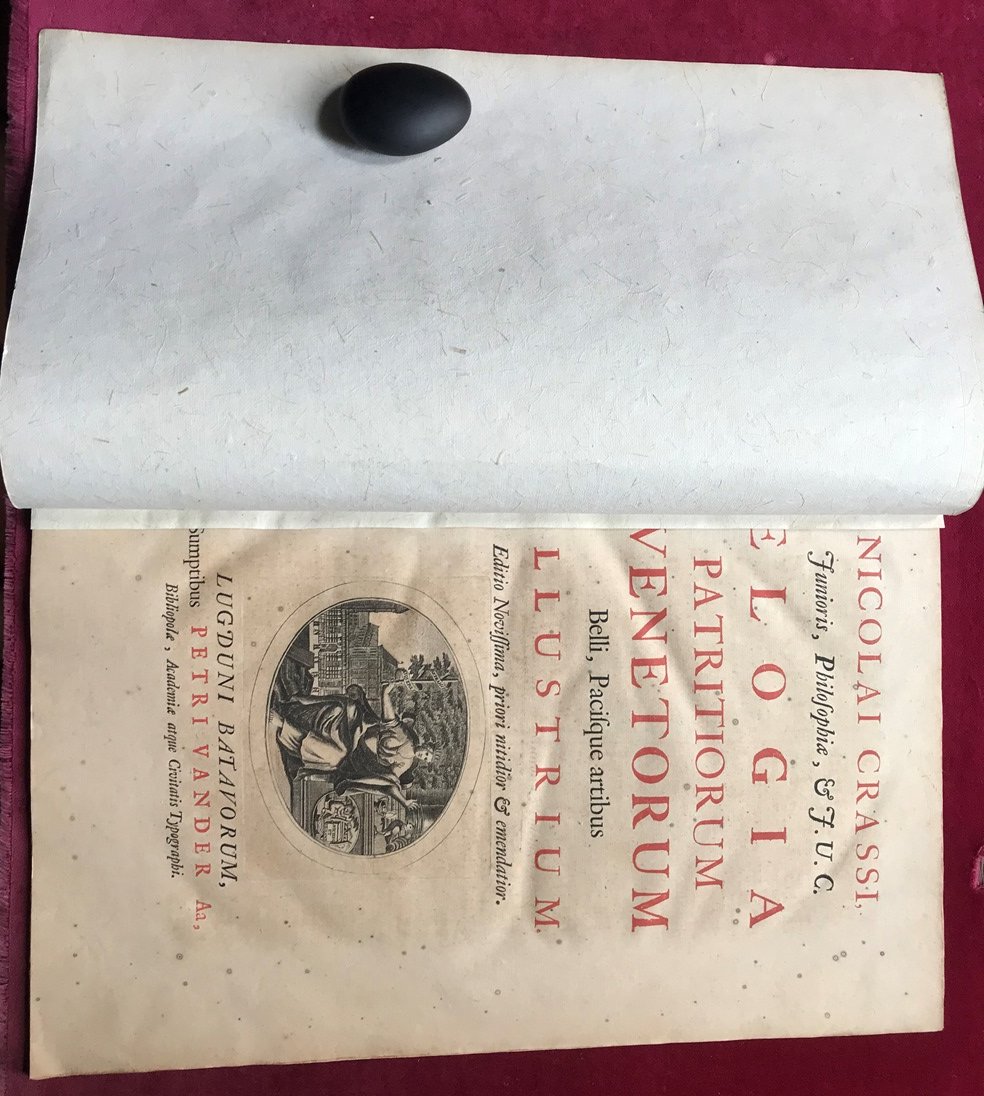 NICOLAI CRASSI,
Junioris, Philoſophiæ, & J. U. C.
ELOGIA
PATRITIORUM
VENETORUM
Belli, Paciſque artibus
LLUSTRIUM.
Editio Noviſſima, priori nitidior & emendatior.
LUGDUNI BATAVORUM,
Sumptibus PETRI VANDER Aa,
Bibliopolæ, Academiæ atque Civitatis Typographi.